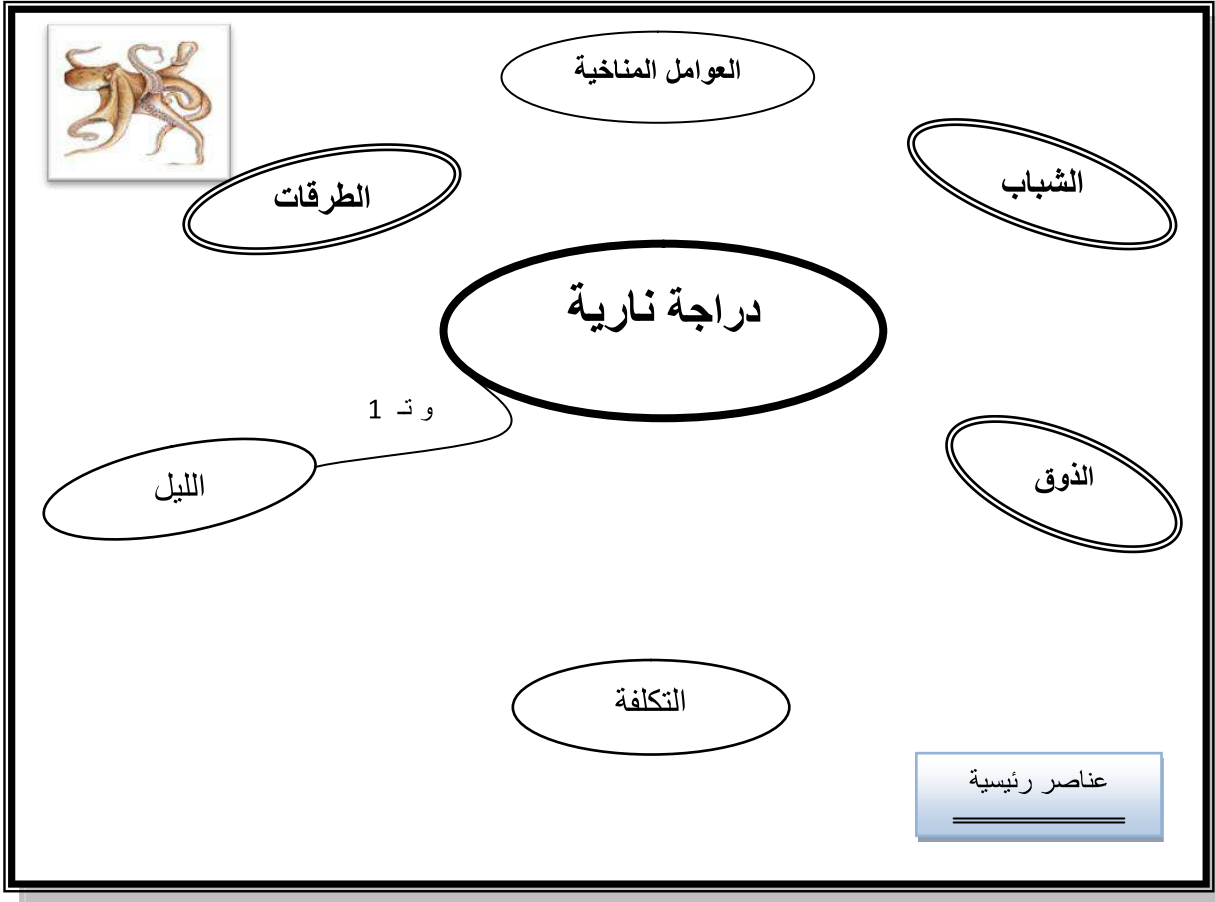 العوامل المناخية
الشباب
الطرقات
دراجة نارية
و تـ 1
الذوق
الليل
التكلفة
عناصر رئيسية